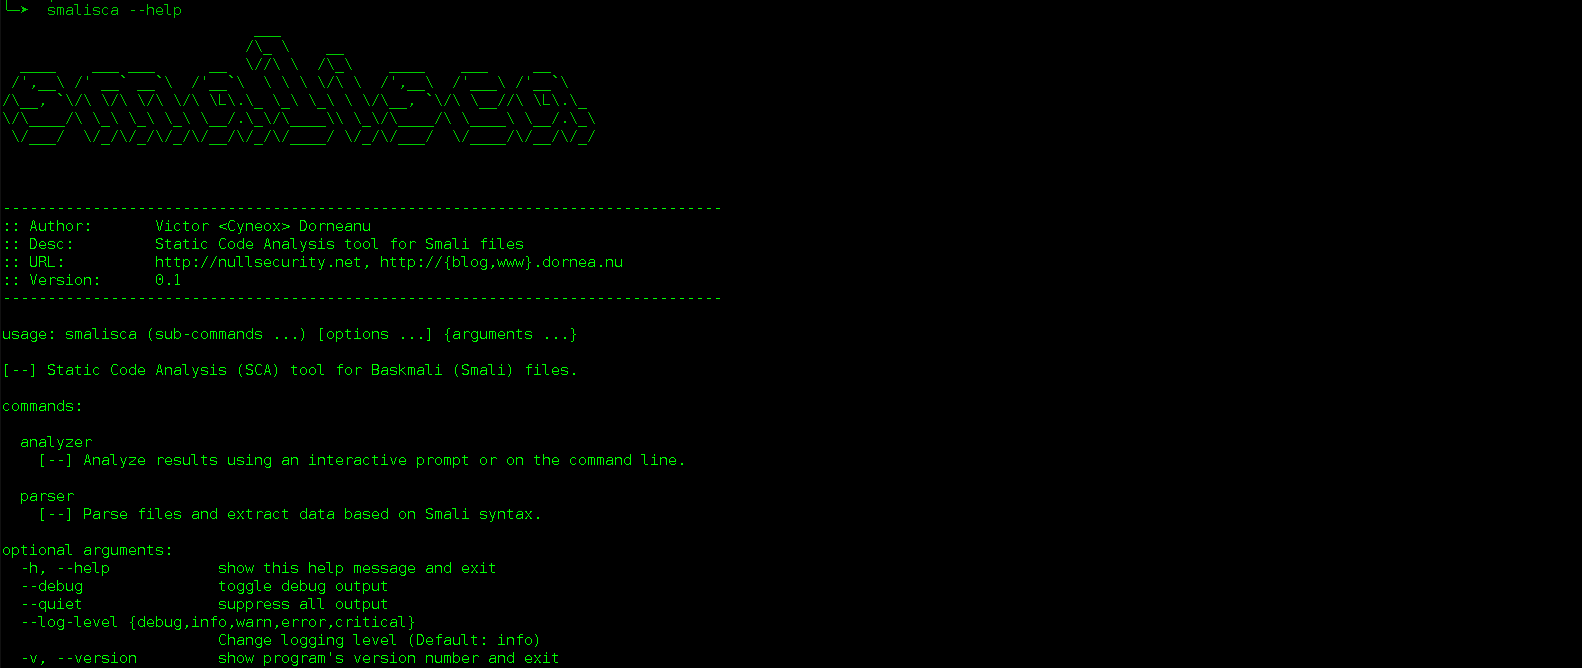 smalisca --help
smalisca
--------------------------------------------------------------------------------
:: Author:       Victor <Cyneox> Dorneanu
:: Desc:         Static Code Analysis tool for Smali files
:: URL:          http://nullsecurity.net, http://{blog,www}.dornea.nu
:: Version:      0.1
--------------------------------------------------------------------------------
usage: smalisca (sub-commands ...) [options ...] {arguments ...}
[--] Static Code Analysis (SCA) tool for Baskmali (Smali) files.
commands:
  analyzer
    [--] Analyze results using an interactive prompt or on the command line.
  parser
    [--] Parse files and extract data based on Smali syntax.
optional arguments:
  -h, --help            show this help message and exit
  --debug               toggle debug output
  --quiet               suppress all output
  --log-level {debug,info,warn,error,critical}
                        Change logging level (Default: info)
  -v, --version         show program's version number and exit